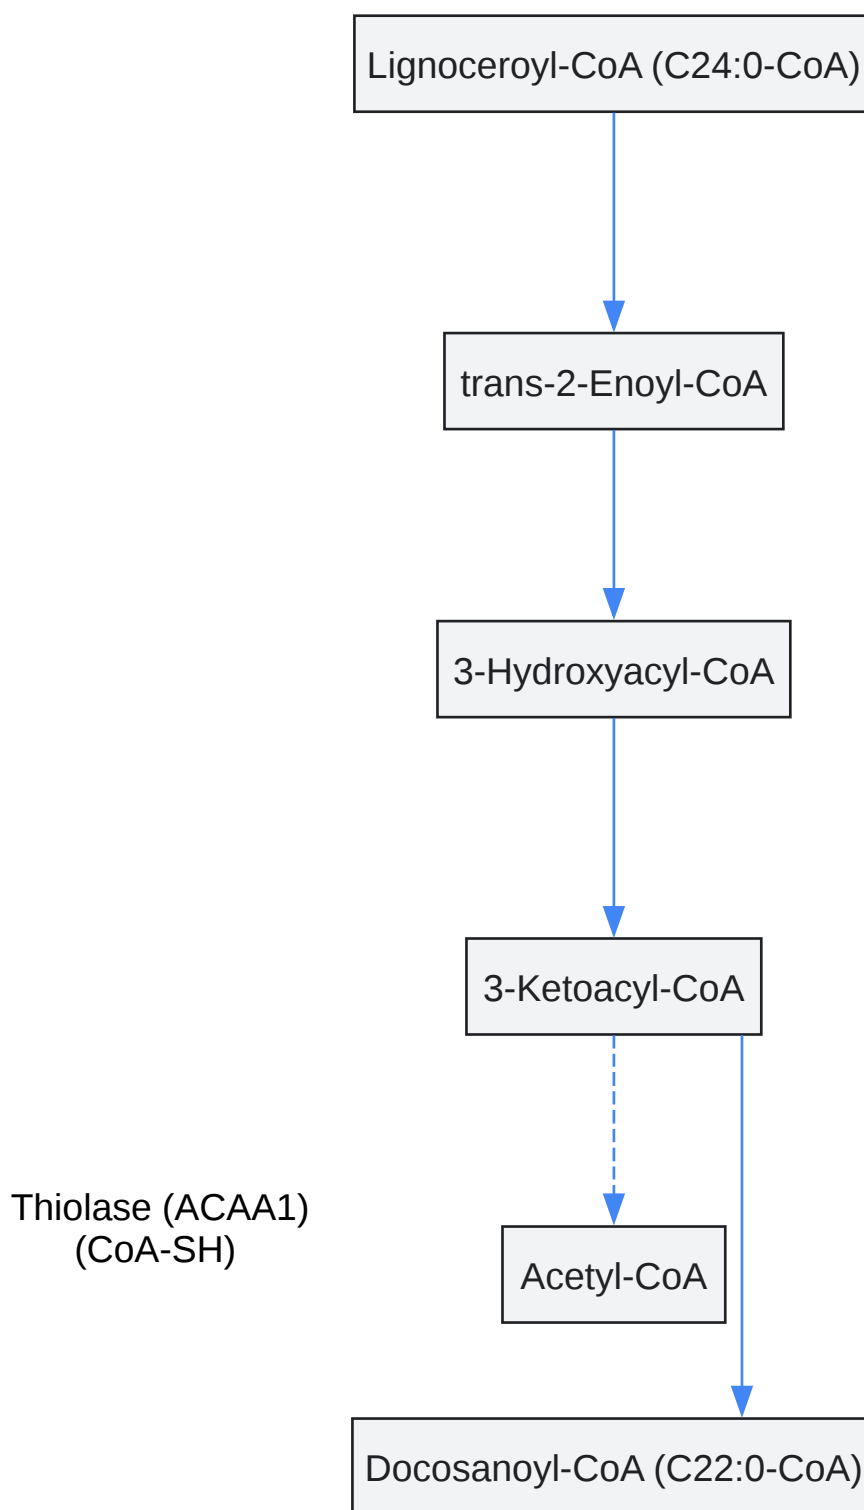 Lignoceroyl-CoA (C24:0-CoA)
trans-2-Enoyl-CoA
3-Hydroxyacyl-CoA
3-Ketoacyl-CoA
Thiolase (ACAA1)
(CoA-SH)
Acetyl-CoA
Docosanoyl-CoA (C22:0-CoA)